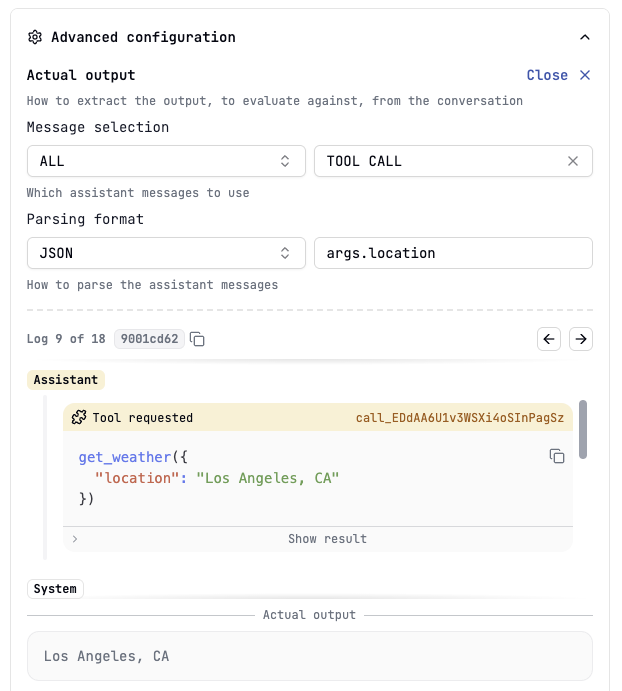 Advanced configuration
Actual output
Close
How to extract the output, to evaluate against, from the conversation
Message selection
ALL
TOOL CALL
Which assistant messages to use
Parsing format
JSON
args.location
How to parse the assistant messages
Log 9 of 18 9001cd62
Assistant
Tool requested call_EDdAA6U1v3WSXi4oSInPagSz
get_weather({
"location": "Los Angeles, CA"
})
Show result
System
Actual output
Los Angeles, CA